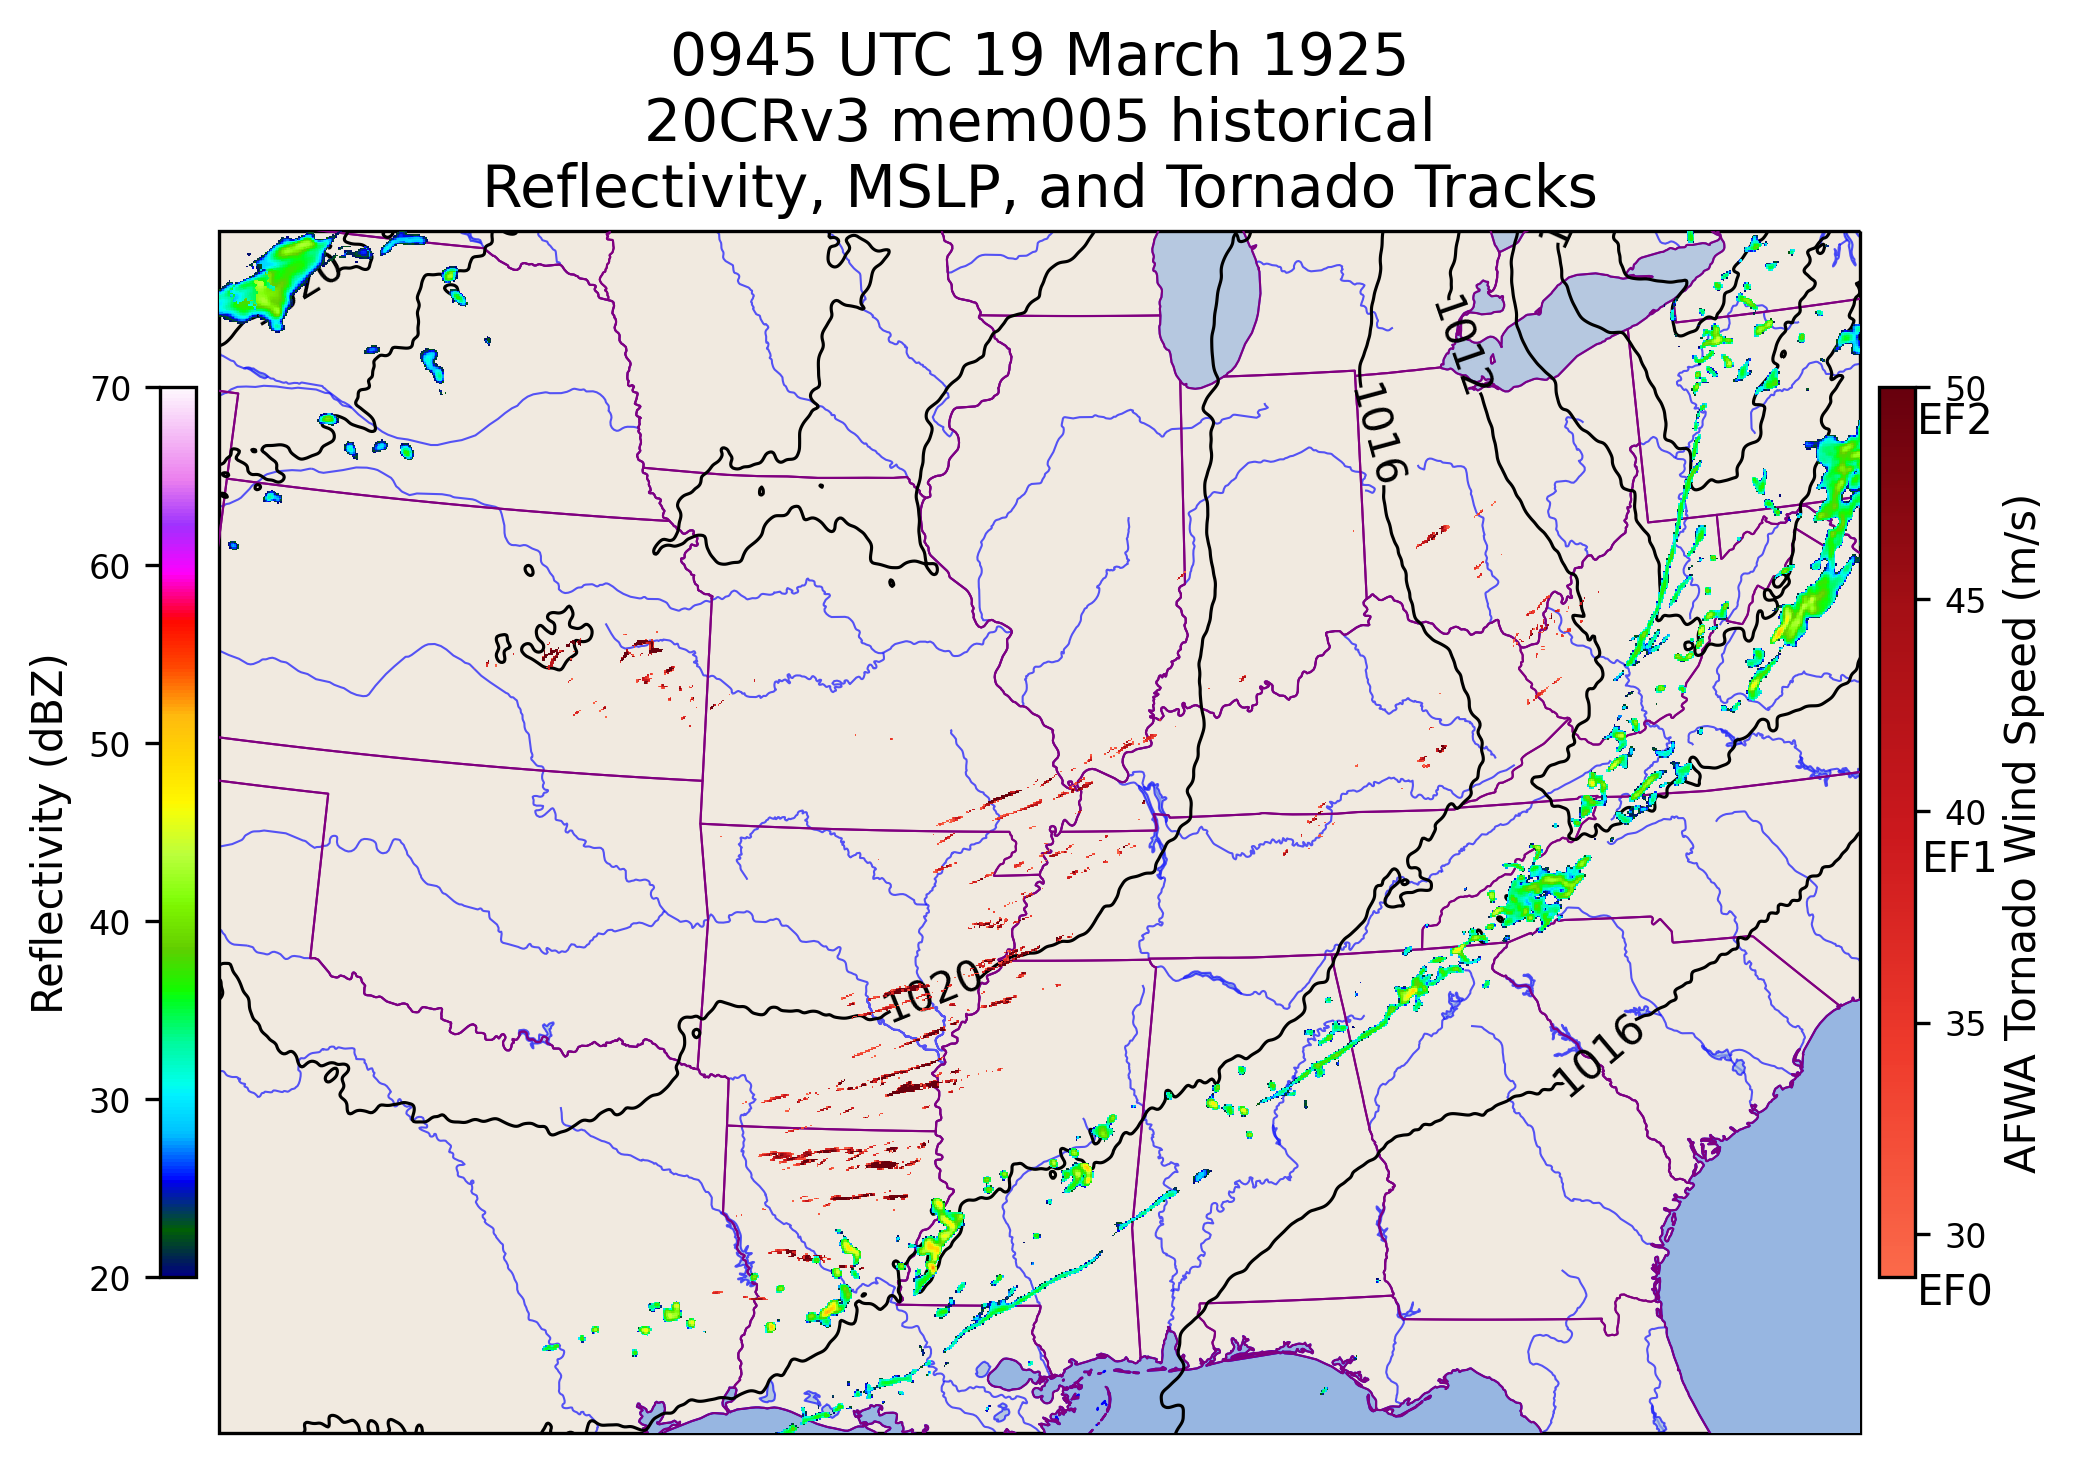 0945 UTC 19 March 1925
20CRv3 mem005 historical
Reflectivity, MSLP, and Tornado Tracks
Reflectivity (dBZ)
70
60
50
40
30
20
20
1012
1016
1020
1016
50
EF2
45
40
EF1
35
30
EF0
AFWA Tornado Wind Speed (m/s)